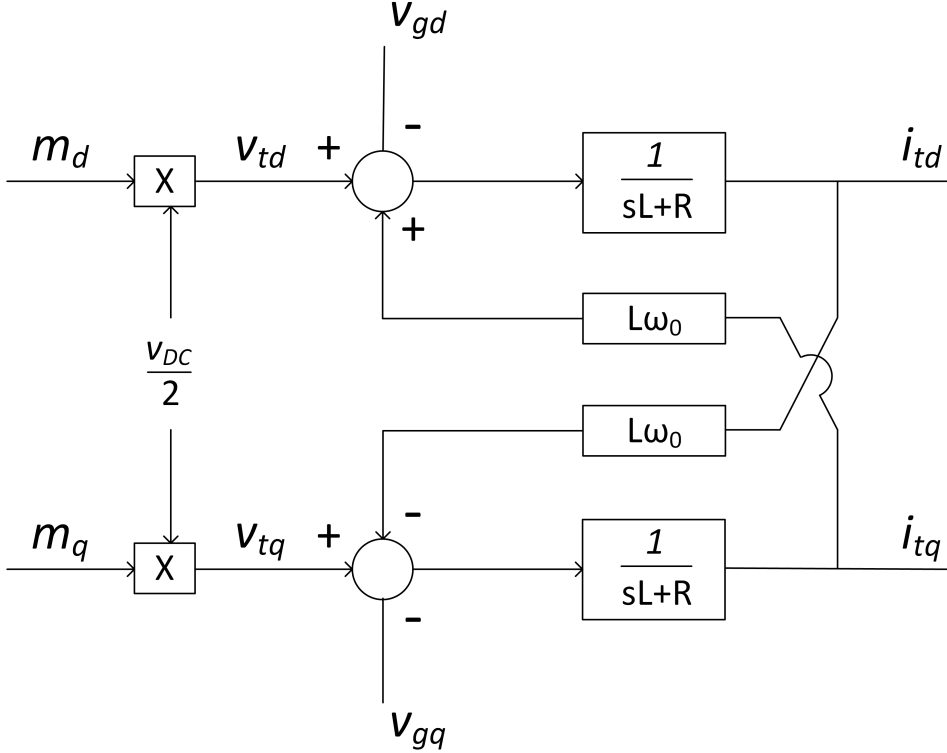 v_gd
m_d
X
v_td
+
-
1
sL+R
i_td
+
Lω₀
v_DC
2
Lω₀
m_q
X
v_tq
+
-
1
sL+R
i_tq
-
v_gq